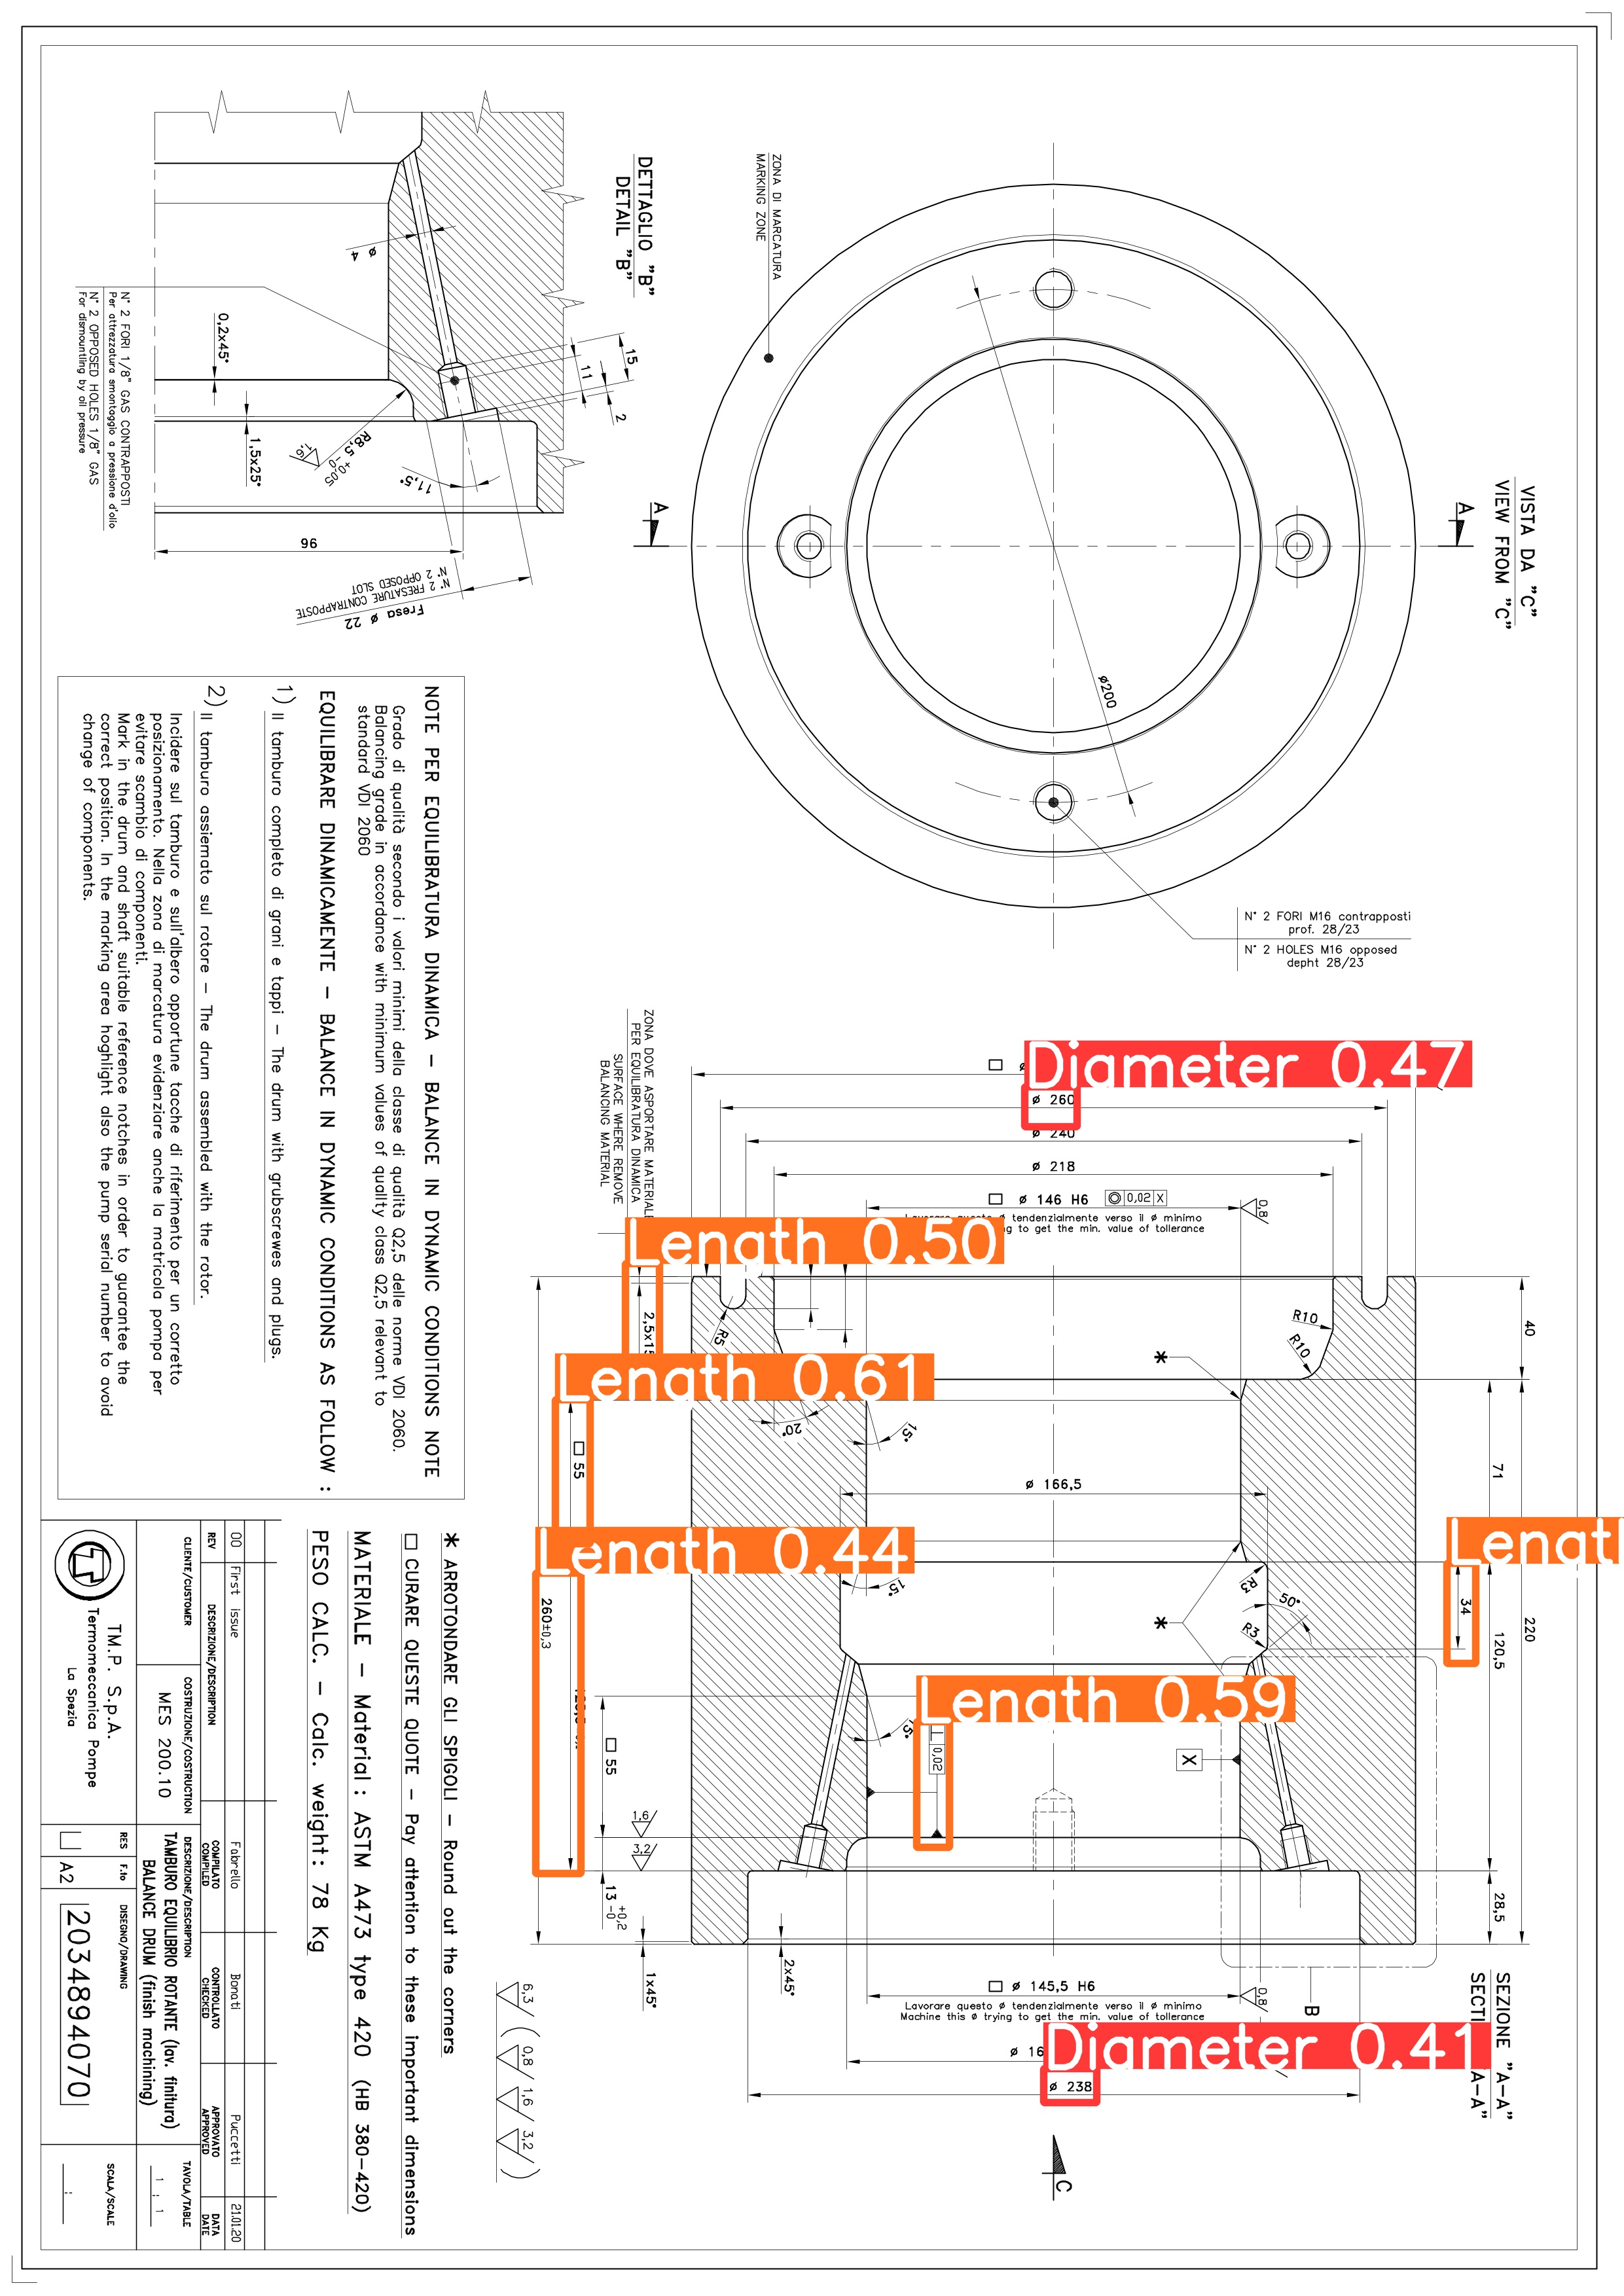 DETTAGLIO "B"
DETAIL "B"
ø 4
15
11
2
0,2x45°
1,5x25°
R8,5 +0,05 -0
1,6
11,5°
96
N° 2 FORI 1/8" GAS CONTRAPPOSTI
Per attrezzatura smontaggio a pressione d'olio
N° 2 OPPOSED HOLES 1/8" GAS
For dismountling by oil pressure
Fresa ø 22
N° 2 FRESATURE CONTRAPPOSTE
N° 2 OPPOSED SLOT
ZONA DI MARCATURA
MARKING ZONE
VISTA DA "C"
VIEW FROM "C"
A
A
ø200
N° 2 FORI M16 contrapposti
prof. 28/23
N° 2 HOLES M16 opposed
depht 28/23
NOTE PER EQUILIBRATURA DINAMICA - BALANCE IN DYNAMIC CONDITIONS NOTE
Grado di qualità secondo i valori minimi della classe di qualità Q2,5 delle norme VDI 2060.
Balancing grade in accordance with minimum values of quality class Q2,5 relevant to
standard VDI 2060
EQUILIBRARE DINAMICAMENTE - BALANCE IN DYNAMIC CONDITIONS AS FOLLOW :
1) Il tamburo completo di grani e tappi - The drum with grubscrewes and plugs.
2) Il tamburo assiemato sul rotore - The drum assembled with the rotor.
Incidere sul tamburo e sull'albero opportune tacche di riferimento per un corretto
posizionamento. Nella zona di marcatura evidenziare anche la matricola pompa per
evitare scambio di componenti.
Mark in the drum and shaft suitable reference notches in order to guarantee the
correct position. In the marking area hoghlight also the pump serial number to avoid
change of components.
ZONA DOVE ASPORTARE MATERIALE
PER EQUILIBRATURA DINAMICA
SURFACE WHERE REMOVE
BALANCING MATERIAL
Diameter 0.47
ø 260
ø 240
ø 218
ø 146 H6
0,02 X
0,8
tendenzialmente verso il ø minimo
to get the min. value of tollerance
Length 0.50
2,5x15
R5
R10
R10
40
Length 0.61
55
20°
15°
71
ø 166,5
Length 0.44
260±0,3
15°
R3
50°
R3
34
220
120,5
Length 0.59
0,02
15°
X
55
1,6
3,2
13 +0,2 -0
28,5
1x45°
2x45°
ø 145,5 H6
0,8
Lavorare questo ø tendenzialmente verso il ø minimo
Machine this ø trying to get the min. value of tollerance
B
Diameter 0.41
ø 238
SEZIONE "A-A"
A-A"
C
* ARROTONDARE GLI SPIGOLI - Round out the corners
□ CURARE QUESTE QUOTE - Pay attention to these important dimensions
MATERIALE - Material : ASTM A473 type 420 (HB 380-420)
PESO CALC. - Calc. weight: 78 Kg
6,3 ( 0,8 1,6 3,2 )
00 First issue Fabrello Bonati Puccetti 21.01.20
REV DESCRIZIONE/DESCRIPTION COMPILATO COMPILED CONTROLLATO CHECKED APPROVATO APPROVED DATA DATE
CLIENTE/CUSTOMER
COSTRUZIONE/COSTRUCTION
MES 200.10
DESCRIZIONE/DESCRIPTION
TAMBURO EQUILIBRIO ROTANTE (lav. finitura)
BALANCE DRUM (finish machining)
TAVOLA/TABLE
1 : 1
T.M.P. S.p.A.
Termomeccanica Pompe
La Spezia
RES F.to
A2
DISEGNO/DRAWING
2034894070
SCALA/SCALE
: